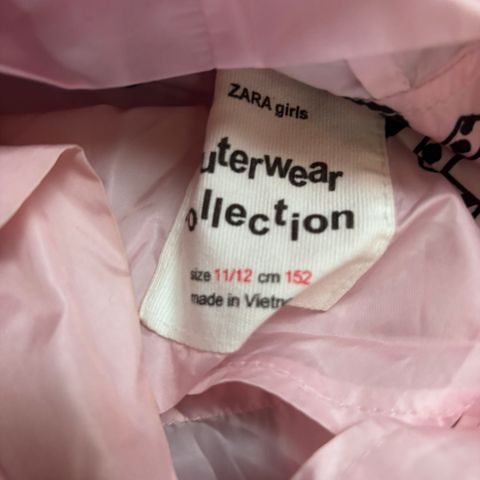 ZARA girls
uterwear
ollection
size 11/12 cm 152
made in Vietn